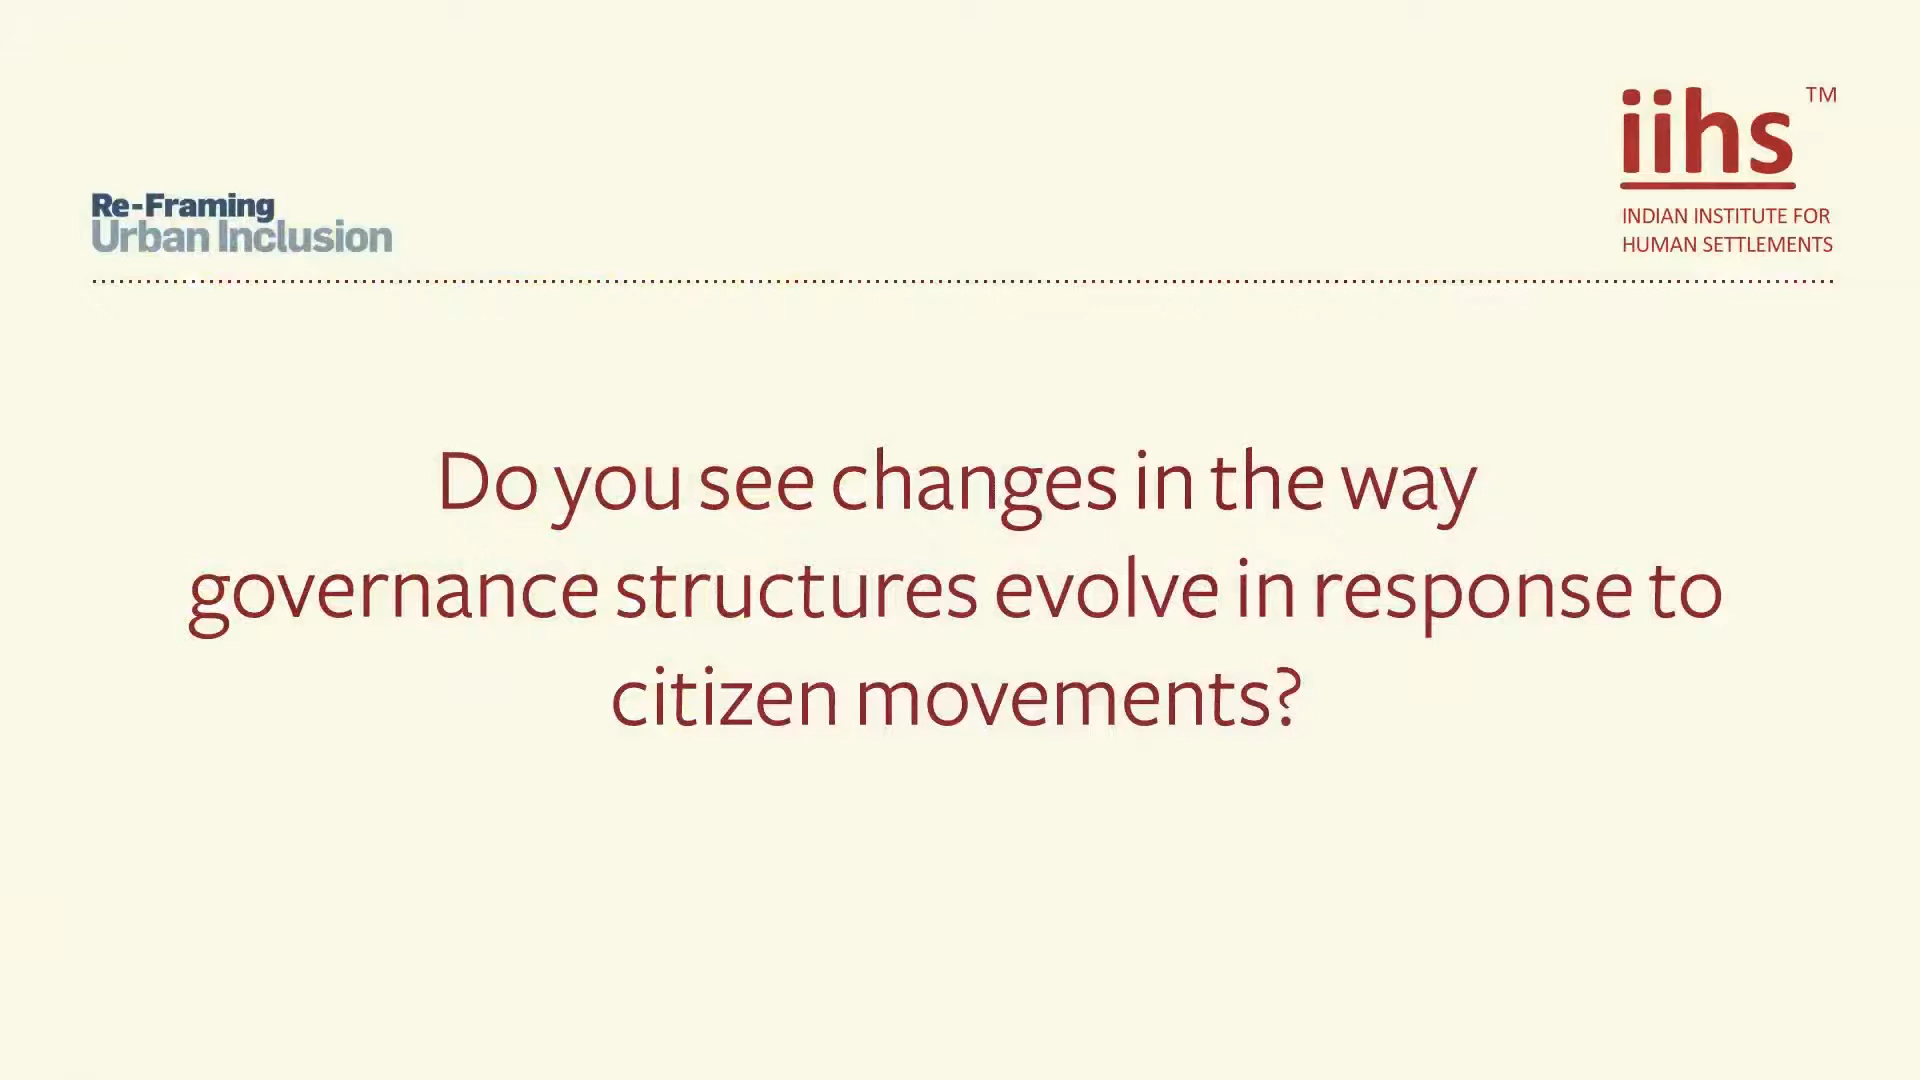 Re-Framing
Urban Inclusion
iihs™
INDIAN INSTITUTE FOR
HUMAN SETTLEMENTS
Do you see changes in the way
governance structures evolve in response to
citizen movements?